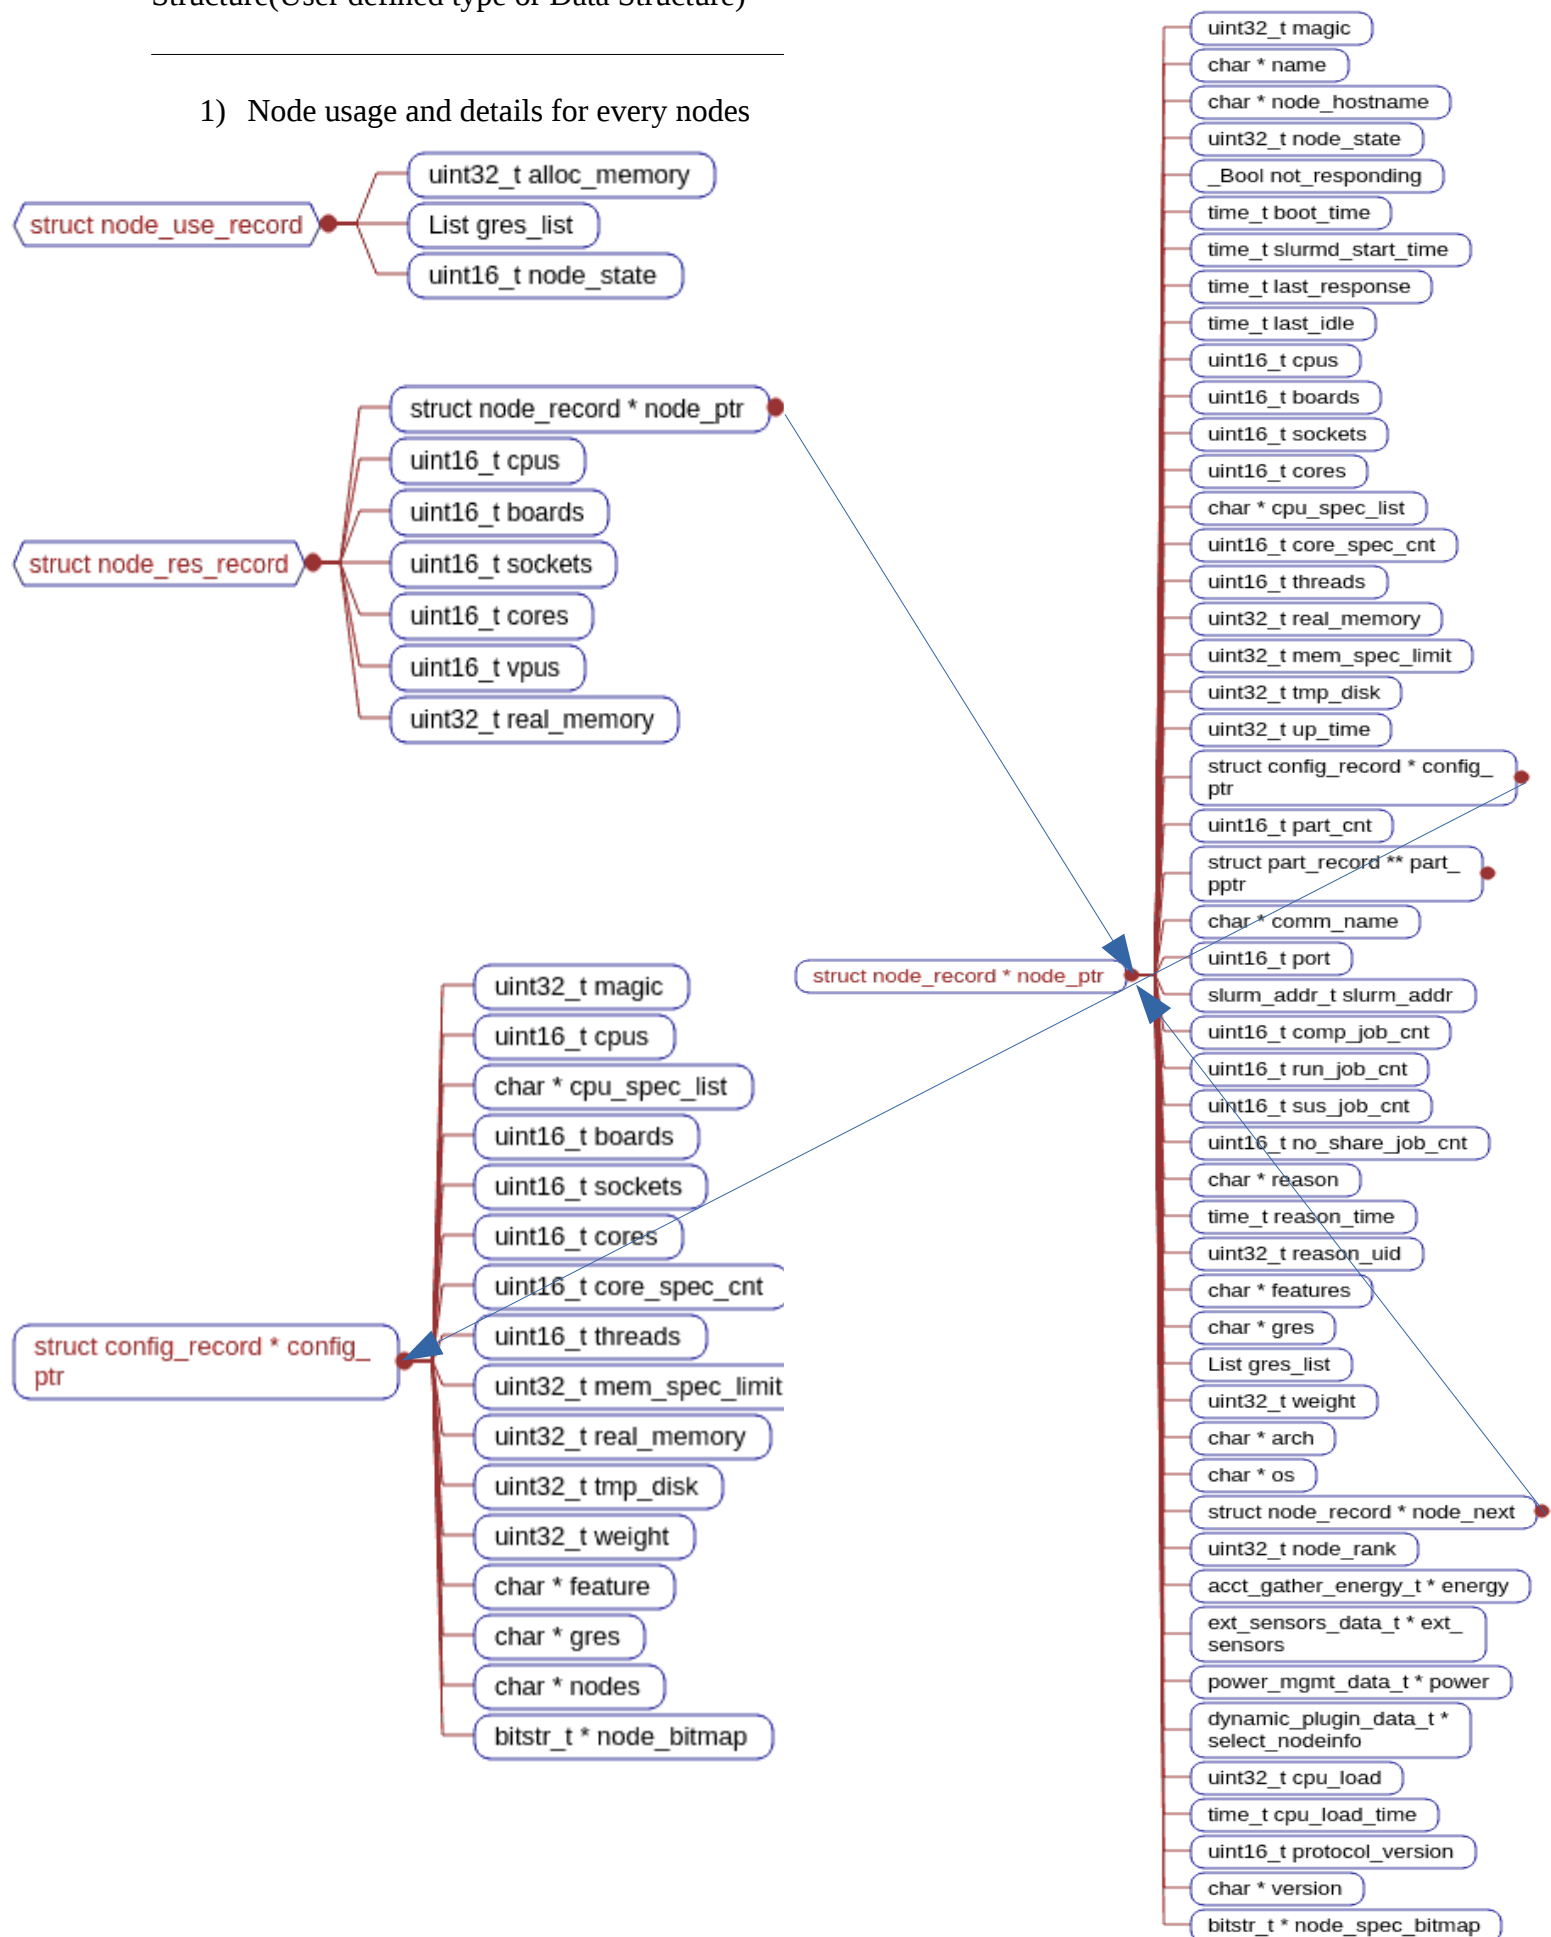 Structure(User defined type or Data Structure)
1) Node usage and details for every nodes
struct node_use_record
uint32_t alloc_memory
List gres_list
uint16_t node_state
struct node_res_record
struct node_record * node_ptr
uint16_t cpus
uint16_t boards
uint16_t sockets
uint16_t cores
uint16_t vpus
uint32_t real_memory
struct config_record * config_
ptr
uint32_t magic
uint16_t cpus
char * cpu_spec_list
uint16_t boards
uint16_t sockets
uint16_t cores
uint16_t core_spec_cnt
uint16_t threads
uint32_t mem_spec_limit
uint32_t real_memory
uint32_t tmp_disk
uint32_t weight
char * feature
char * gres
char * nodes
bitstr_t * node_bitmap
struct node_record * node_ptr
uint32_t magic
char * name
char * node_hostname
uint32_t node_state
_Bool not_responding
time_t boot_time
time_t slurmd_start_time
time_t last_response
time_t last_idle
uint16_t cpus
uint16_t boards
uint16_t sockets
uint16_t cores
char * cpu_spec_list
uint16_t core_spec_cnt
uint16_t threads
uint32_t real_memory
uint32_t mem_spec_limit
uint32_t tmp_disk
uint32_t up_time
struct config_record * config_
ptr
uint16_t part_cnt
struct part_record ** part_
pptr
char * comm_name
uint16_t port
slurm_addr_t slurm_addr
uint16_t comp_job_cnt
uint16_t run_job_cnt
uint16_t sus_job_cnt
uint16_t no_share_job_cnt
char * reason
time_t reason_time
uint32_t reason_uid
char * features
char * gres
List gres_list
uint32_t weight
char * arch
char * os
struct node_record * node_next
uint32_t node_rank
acct_gather_energy_t * energy
ext_sensors_data_t * ext_
sensors
power_mgmt_data_t * power
dynamic_plugin_data_t *
select_nodeinfo
uint32_t cpu_load
time_t cpu_load_time
uint16_t protocol_version
char * version
bitstr_t * node_spec_bitmap